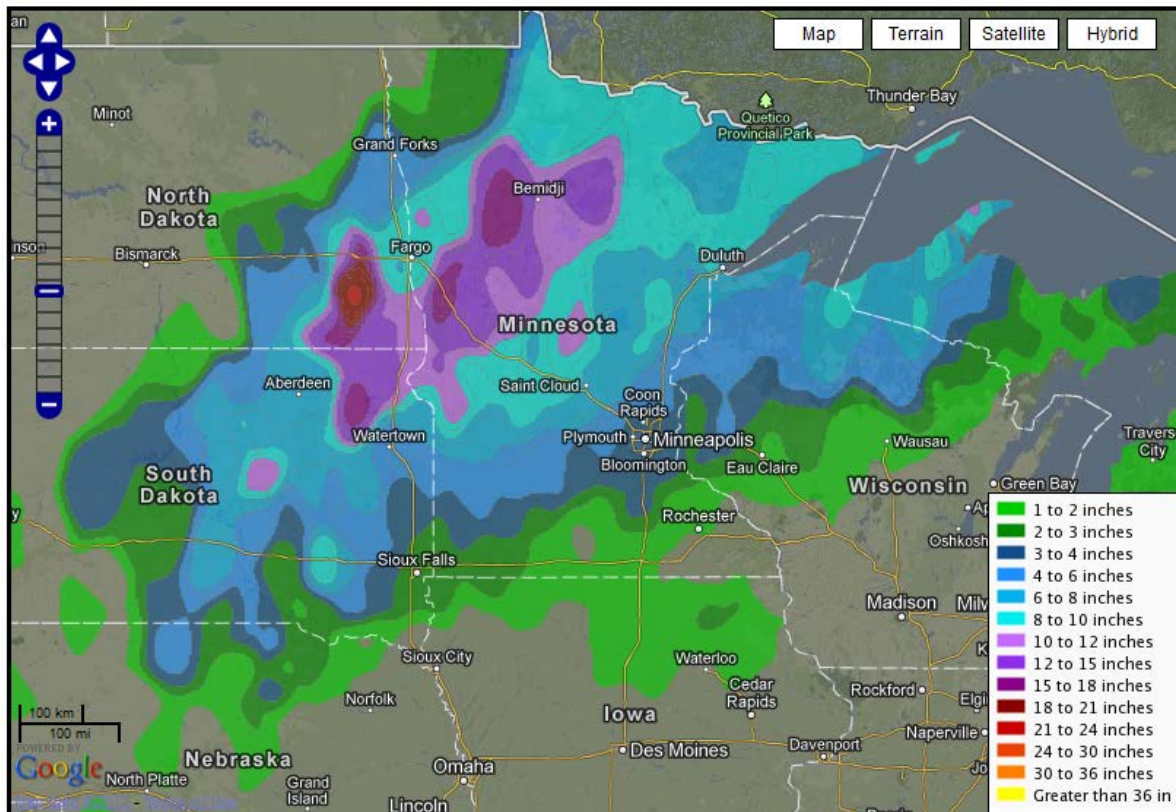 Map
Terrain
Satellite
Hybrid
Thunder Bay
Quetico
Provincial Park
Minot
Grand Forks
Bemidji
North
Dakota
Bismarck
Fargo
Duluth
Minnesota
Aberdeen
Saint Cloud
Coon
Rapids
Watertown
Plymouth
Minneapolis
Bloomington
Eau Claire
Wausau
Travers
City
South
Dakota
Wisconsin
Green Bay
Rochester
Sioux Falls
Oshkosh
Madison
Milw
Sioux City
Waterloo
Norfolk
Cedar
Rapids
Rockford
Elgi
Iowa
Naperville
Des Moines
Davenport
Nebraska
Omaha
North Platte
Grand
Island
Lincoln
100 km
100 mi
POWERED BY
Google
1 to 2 inches
2 to 3 inches
3 to 4 inches
4 to 6 inches
6 to 8 inches
8 to 10 inches
10 to 12 inches
12 to 15 inches
15 to 18 inches
18 to 21 inches
21 to 24 inches
24 to 30 inches
30 to 36 inches
Greater than 36 in